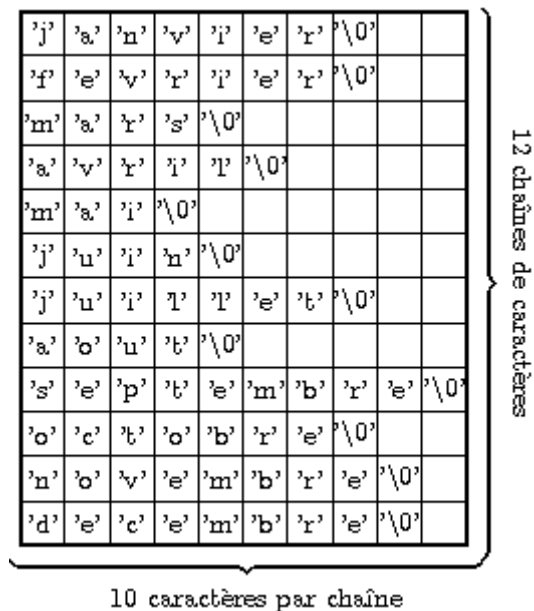 'j' 'a' 'n' 'v' 'i' 'e' 'r' '\0'
'f' 'e' 'v' 'r' 'i' 'e' 'r' '\0'
'm' 'a' 'r' 's' '\0'
'a' 'v' 'r' 'i' 'l' '\0'
'm' 'a' 'i' '\0'
'j' 'u' 'i' 'n' '\0'
'j' 'u' 'i' 'l' 'l' 'e' 't' '\0'
'a' 'o' 'u' 't' '\0'
's' 'e' 'p' 't' 'e' 'm' 'b' 'r' 'e' '\0'
'o' 'c' 't' 'o' 'b' 'r' 'e' '\0'
'n' 'o' 'v' 'e' 'm' 'b' 'r' 'e' '\0'
'd' 'e' 'c' 'e' 'm' 'b' 'r' 'e' '\0'
12 chaînes de caractères
10 caractères par chaîne